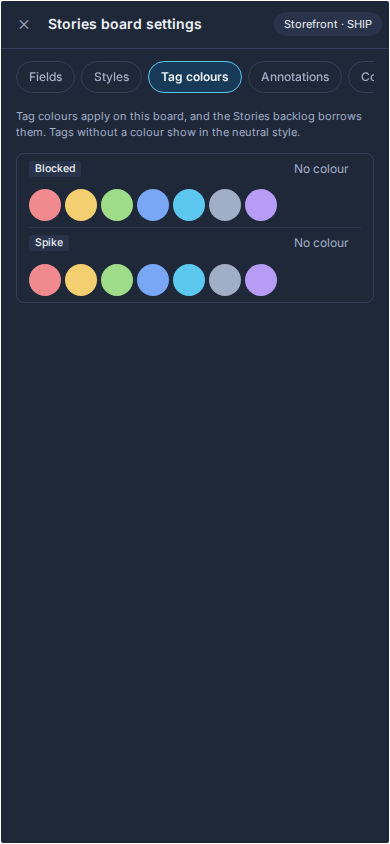 Stories board settings
Storefront · SHIP
Fields
Styles
Tag colours
Annotations
Co
Tag colours apply on this board, and the Stories backlog borrows
them. Tags without a colour show in the neutral style.
Blocked
No colour
Spike
No colour